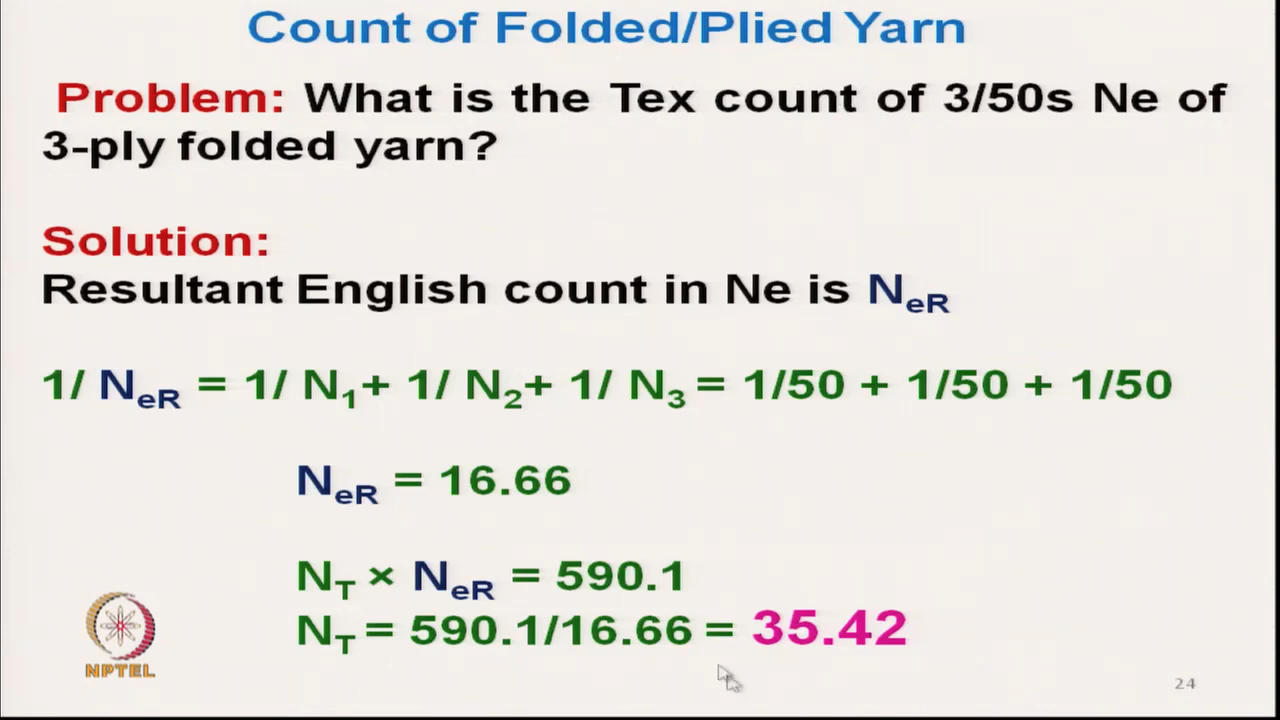 Count of Folded/Plied Yarn
Problem: What is the Tex count of 3/50s Ne of
3-ply folded yarn?
Solution:
Resultant English count in Ne is NeR
1/ NeR = 1/ N1+ 1/ N2+ 1/ N3 = 1/50 + 1/50 + 1/50
NeR = 16.66
NT × NeR = 590.1
NT = 590.1/16.66 = 35.42
NPTEL
24